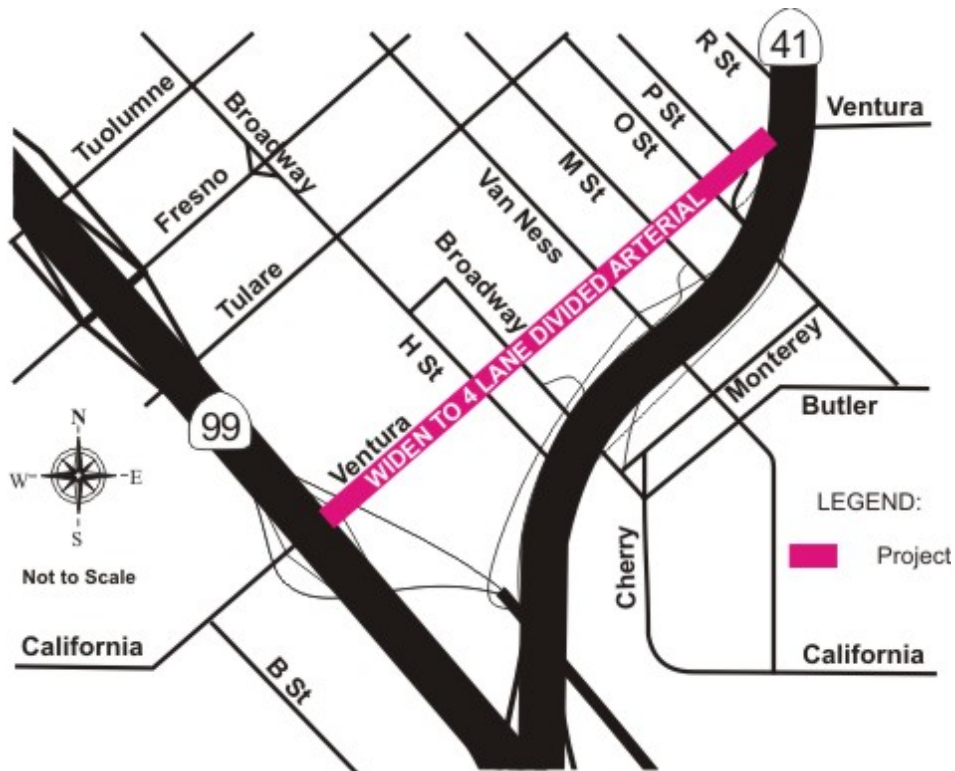 41
R St
P St
O St
M St
Ventura
Tuolumne
Broadway
Fresno
Van Ness
Tulare
Broadway
H St
WIDEN TO 4 LANE DIVIDED ARTERIAL
Monterey
Butler
99
Ventura
N
W
E
S
Not to Scale
LEGEND:
Project
Cherry
California
B St
California